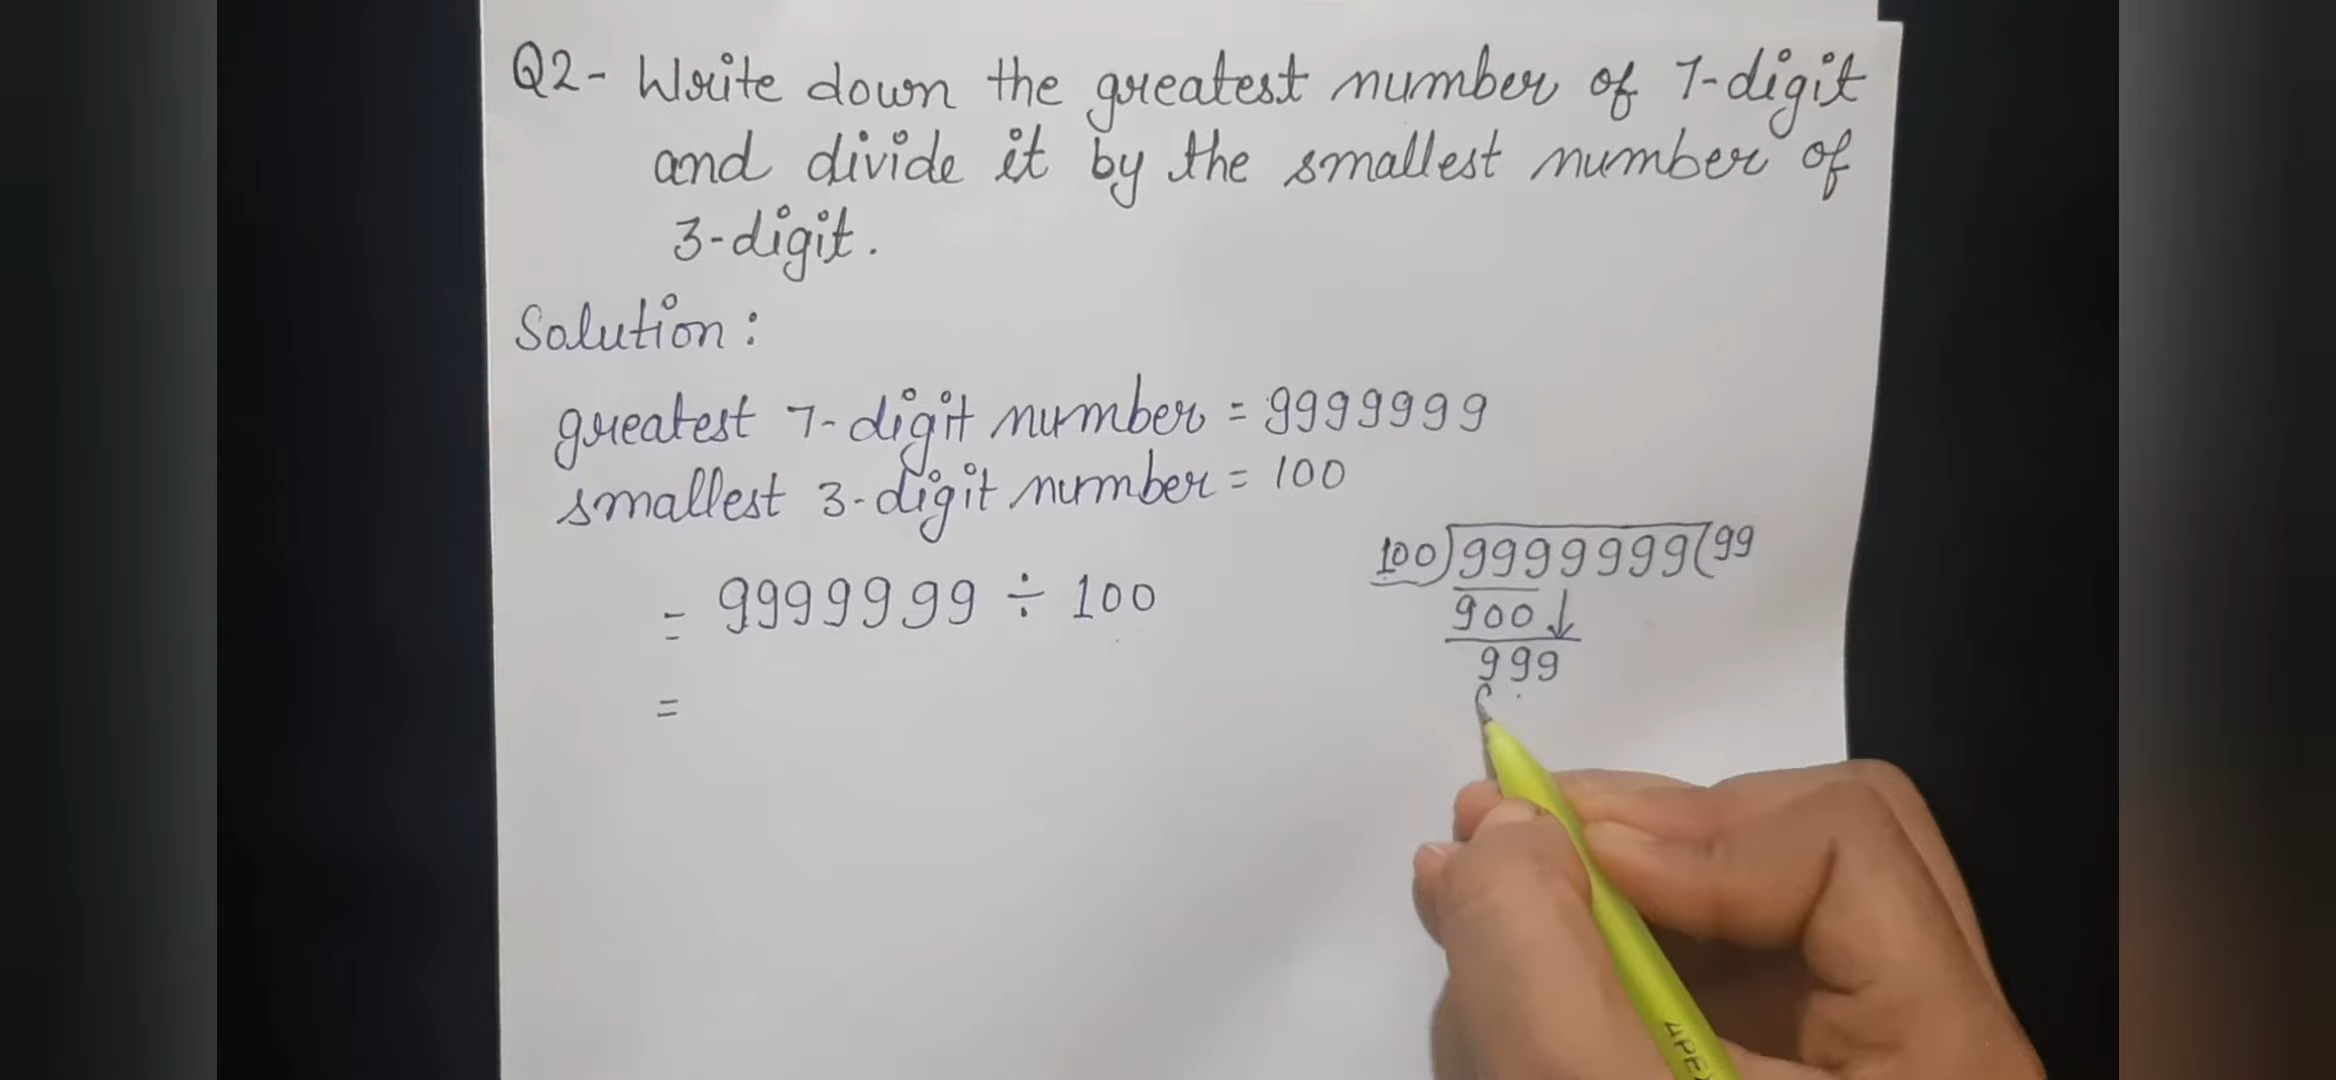 Q2- Write down the greatest number of 7-digit
and divide it by the smallest number of
3-digit.
Solution:
greatest 7-digit number = 9999999
smallest 3-digit number = 100
= 9999999 ÷ 100
=
100)9999999(99
900↓
999
APEX